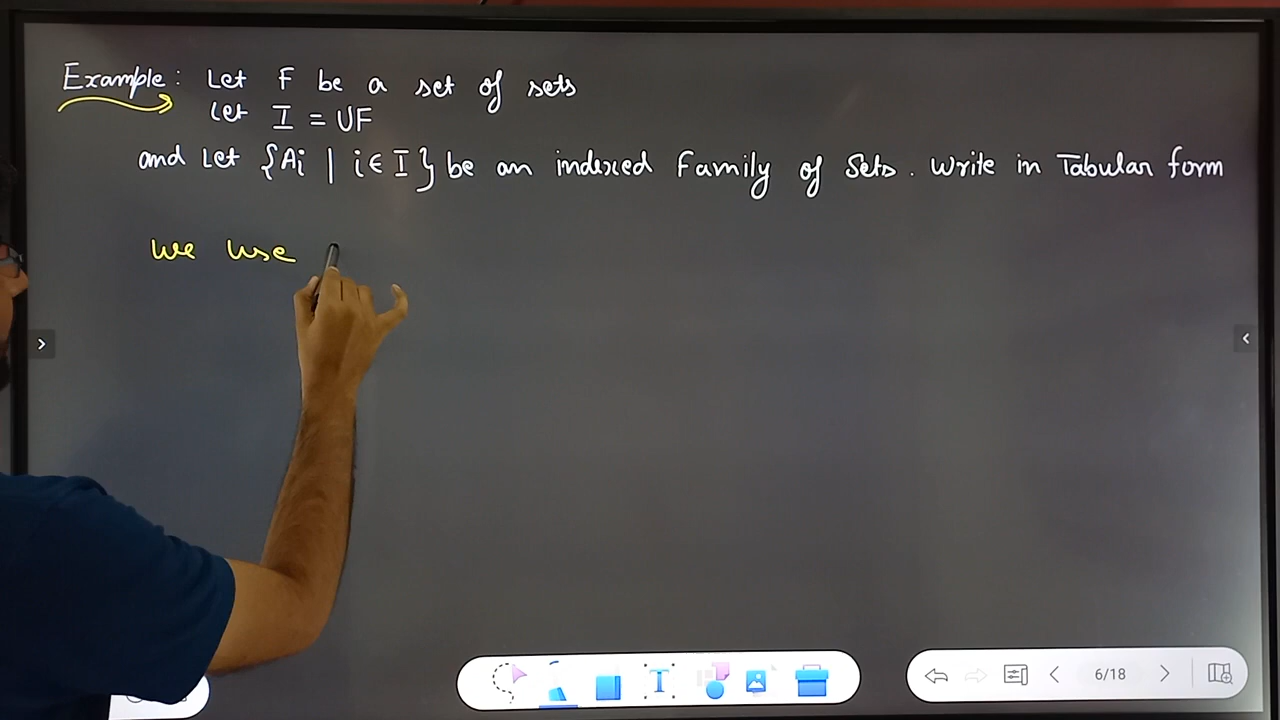 Example: Let F be a set of sets
Let I = UF
and Let {Ai | i ∈ I} be an indexed Family of Sets. Write in Tabular form
we use
6/18